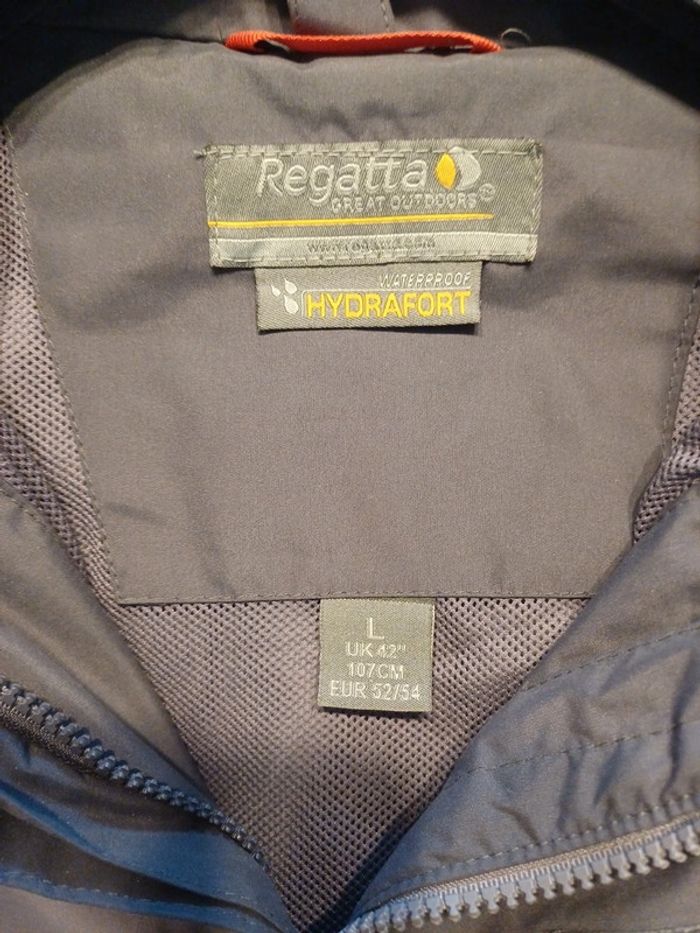 Regatta
GREAT OUTDOORS
WATERPROOF
HYDRAFORT
L
UK 42"
107CM
EUR 52/54